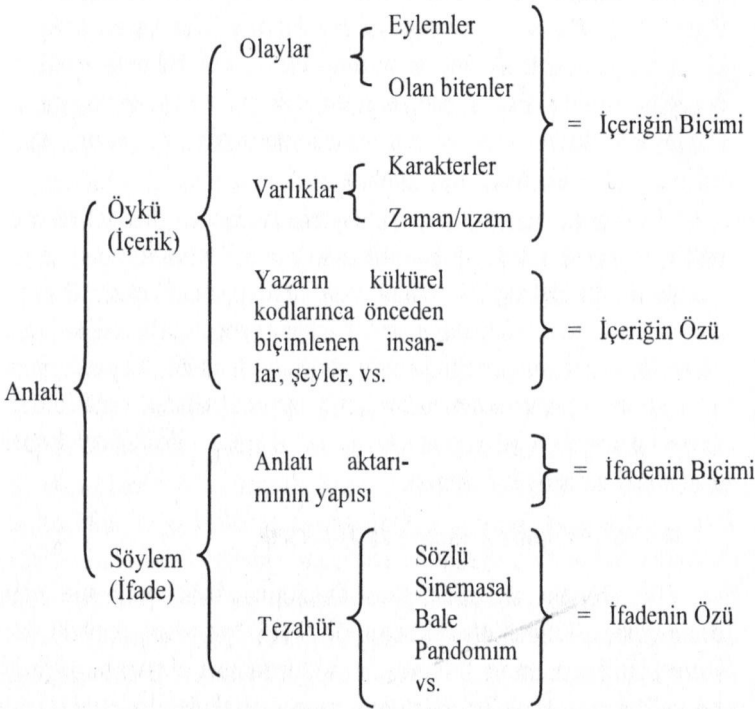 Eylemler
Olaylar
Olan bitenler
= İçeriğin Biçimi
Karakterler
Varlıklar
Zaman/uzam
Öykü
(İçerik)
Yazarın kültürel
kodlarınca önceden
biçimlenen insan-
lar, şeyler, vs.
= İçeriğin Özü
Anlatı
Anlatı aktarı-
mının yapısı
= İfadenin Biçimi
Söylem
(İfade)
Tezahür
Sözlü
Sinemasal
Bale
Pandomım
vs.
= İfadenin Özü